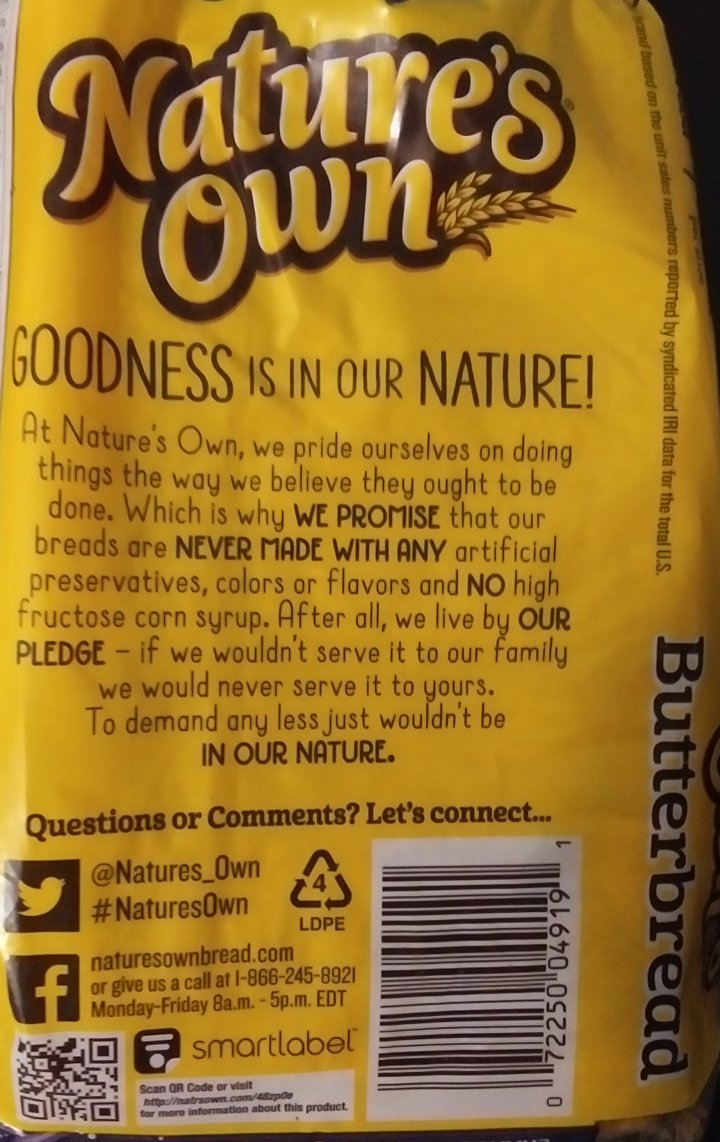 Nature's
Own
GOODNESS IS IN OUR NATURE!
At Nature's Own, we pride ourselves on doing
things the way we believe they ought to be
done. Which is why WE PROMISE that our
breads are NEVER MADE WITH ANY artificial
preservatives, colors or flavors and NO high
fructose corn syrup. After all, we live by OUR
PLEDGE – if we wouldn't serve it to our family
we would never serve it to yours.
To demand any less just wouldn't be
IN OUR NATURE.
Questions or Comments? Let's connect...
@Natures_Own
#NaturesOwn
4
LDPE
naturesownbread.com
or give us a call at 1-866-245-8921
Monday-Friday 8a.m. - 5p.m. EDT
smartlabel™
Scan QR Code or visit
http://natrsown.com/48zp0e
for more information about this product.
0 72250 04919 1
brand based on the unit sales numbers reported by syndicated IRI data for the total U.S.
Butterbread